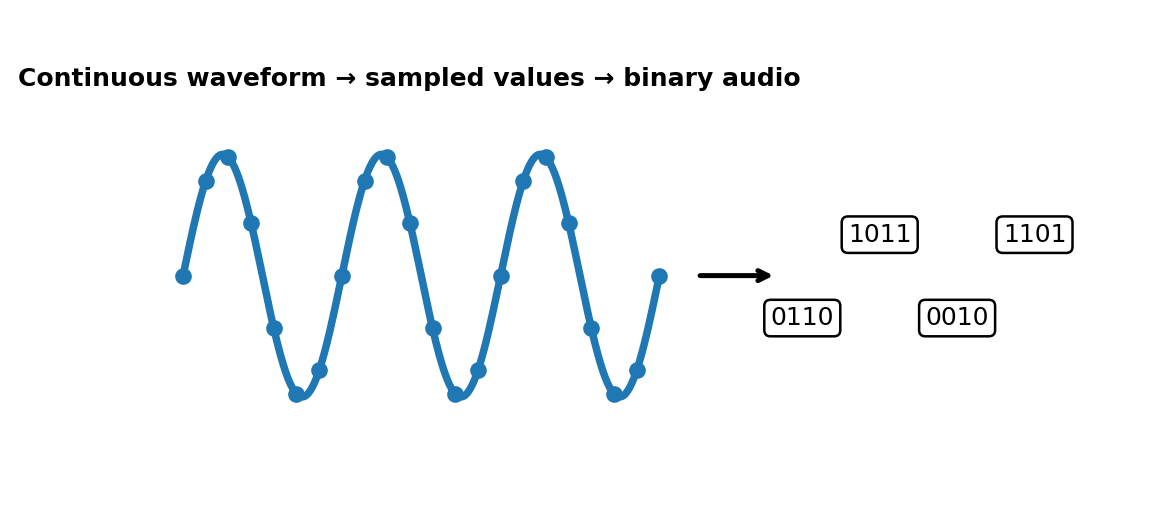 Continuous waveform → sampled values → binary audio
1011 1101
0110 0010